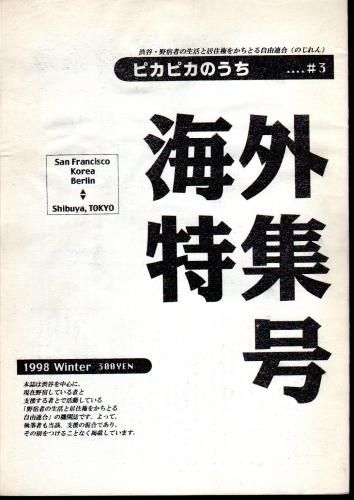 渋谷・野宿者の生活と居住権をかちとる自由連合（のじれん）
ピカピカのうち ....#3
海外
特集号
San Francisco
Korea
Berlin
▲
▼
Shibuya, TOKYO
1998 Winter 300YEN
本誌は渋谷を中心に、
現在野宿している者と
支援する者とで活動している
「野宿者の生活と居住権をかちとる
自由連合」の機関誌です。よって、
執筆者も当該、支援の混合であり、
その別をつけることなく掲載しています。